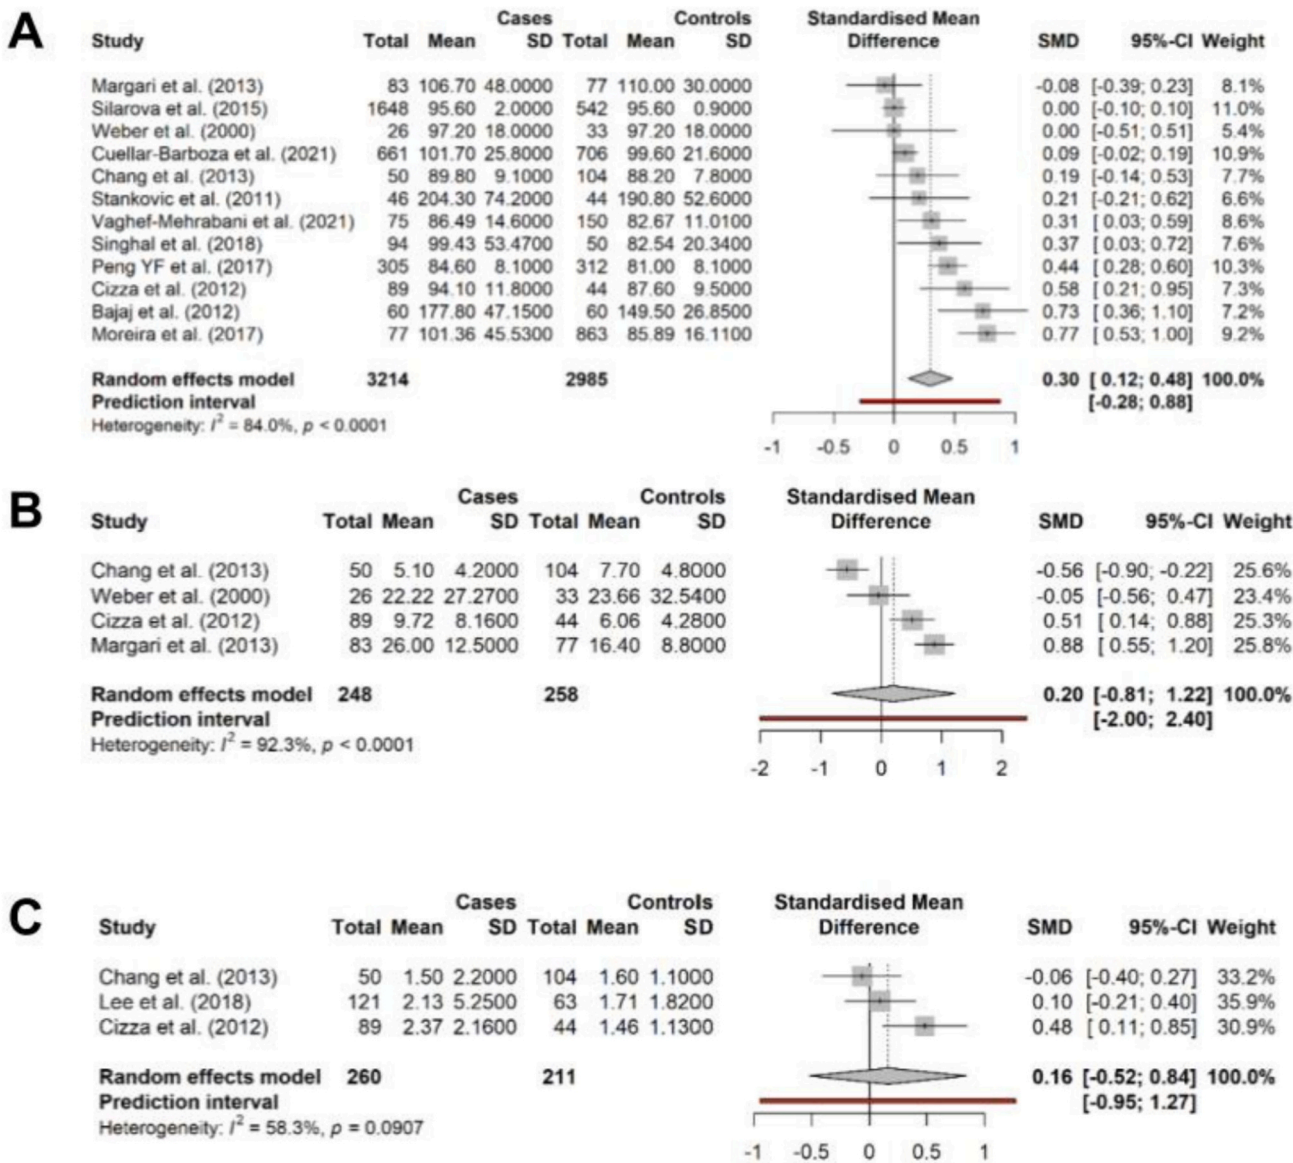 A
Cases Controls Standardised Mean
Study Total Mean SD Total Mean SD Difference SMD 95%-CI Weight
Margari et al. (2013) 83 106.70 48.0000 77 110.00 30.0000 -0.08 [-0.39; 0.23] 8.1%
Silarova et al. (2015) 1648 95.60 2.0000 542 95.60 0.9000 0.00 [-0.10; 0.10] 11.0%
Weber et al. (2000) 26 97.20 18.0000 33 97.20 18.0000 0.00 [-0.51; 0.51] 5.4%
Cuellar-Barboza et al. (2021) 661 101.70 25.8000 706 99.60 21.6000 0.09 [-0.02; 0.19] 10.9%
Chang et al. (2013) 50 89.80 9.1000 104 88.20 7.8000 0.19 [-0.14; 0.53] 7.7%
Stankovic et al. (2011) 46 204.30 74.2000 44 190.80 52.6000 0.21 [-0.21; 0.62] 6.6%
Vaghef-Mehrabani et al. (2021) 75 86.49 14.6000 150 82.67 11.0100 0.31 [ 0.03; 0.59] 8.6%
Singhal et al. (2018) 94 99.43 53.4700 50 82.54 20.3400 0.37 [ 0.03; 0.72] 7.6%
Peng YF et al. (2017) 305 84.60 8.1000 312 81.00 8.1000 0.44 [ 0.28; 0.60] 10.3%
Cizza et al. (2012) 89 94.10 11.8000 44 87.60 9.5000 0.58 [ 0.21; 0.95] 7.3%
Bajaj et al. (2012) 60 177.80 47.1500 60 149.50 26.8500 0.73 [ 0.36; 1.10] 7.2%
Moreira et al. (2017) 77 101.36 45.5300 863 85.89 16.1100 0.77 [ 0.53; 1.00] 9.2%
Random effects model 3214 2985 0.30 [ 0.12; 0.48] 100.0%
Prediction interval [-0.28; 0.88]
Heterogeneity: I² = 84.0%, p < 0.0001
-1 -0.5 0 0.5 1
B
Cases Controls Standardised Mean
Study Total Mean SD Total Mean SD Difference SMD 95%-CI Weight
Chang et al. (2013) 50 5.10 4.2000 104 7.70 4.8000 -0.56 [-0.90; -0.22] 25.6%
Weber et al. (2000) 26 22.22 27.2700 33 23.66 32.5400 -0.05 [-0.56; 0.47] 23.4%
Cizza et al. (2012) 89 9.72 8.1600 44 6.06 4.2800 0.51 [ 0.14; 0.88] 25.3%
Margari et al. (2013) 83 26.00 12.5000 77 16.40 8.8000 0.88 [ 0.55; 1.20] 25.8%
Random effects model 248 258 0.20 [-0.81; 1.22] 100.0%
Prediction interval [-2.00; 2.40]
Heterogeneity: I² = 92.3%, p < 0.0001
-2 -1 0 1 2
C
Cases Controls Standardised Mean
Study Total Mean SD Total Mean SD Difference SMD 95%-CI Weight
Chang et al. (2013) 50 1.50 2.2000 104 1.60 1.1000 -0.06 [-0.40; 0.27] 33.2%
Lee et al. (2018) 121 2.13 5.2500 63 1.71 1.8200 0.10 [-0.21; 0.40] 35.9%
Cizza et al. (2012) 89 2.37 2.1600 44 1.46 1.1300 0.48 [ 0.11; 0.85] 30.9%
Random effects model 260 211 0.16 [-0.52; 0.84] 100.0%
Prediction interval [-0.95; 1.27]
Heterogeneity: I² = 58.3%, p = 0.0907
-1 -0.5 0 0.5 1